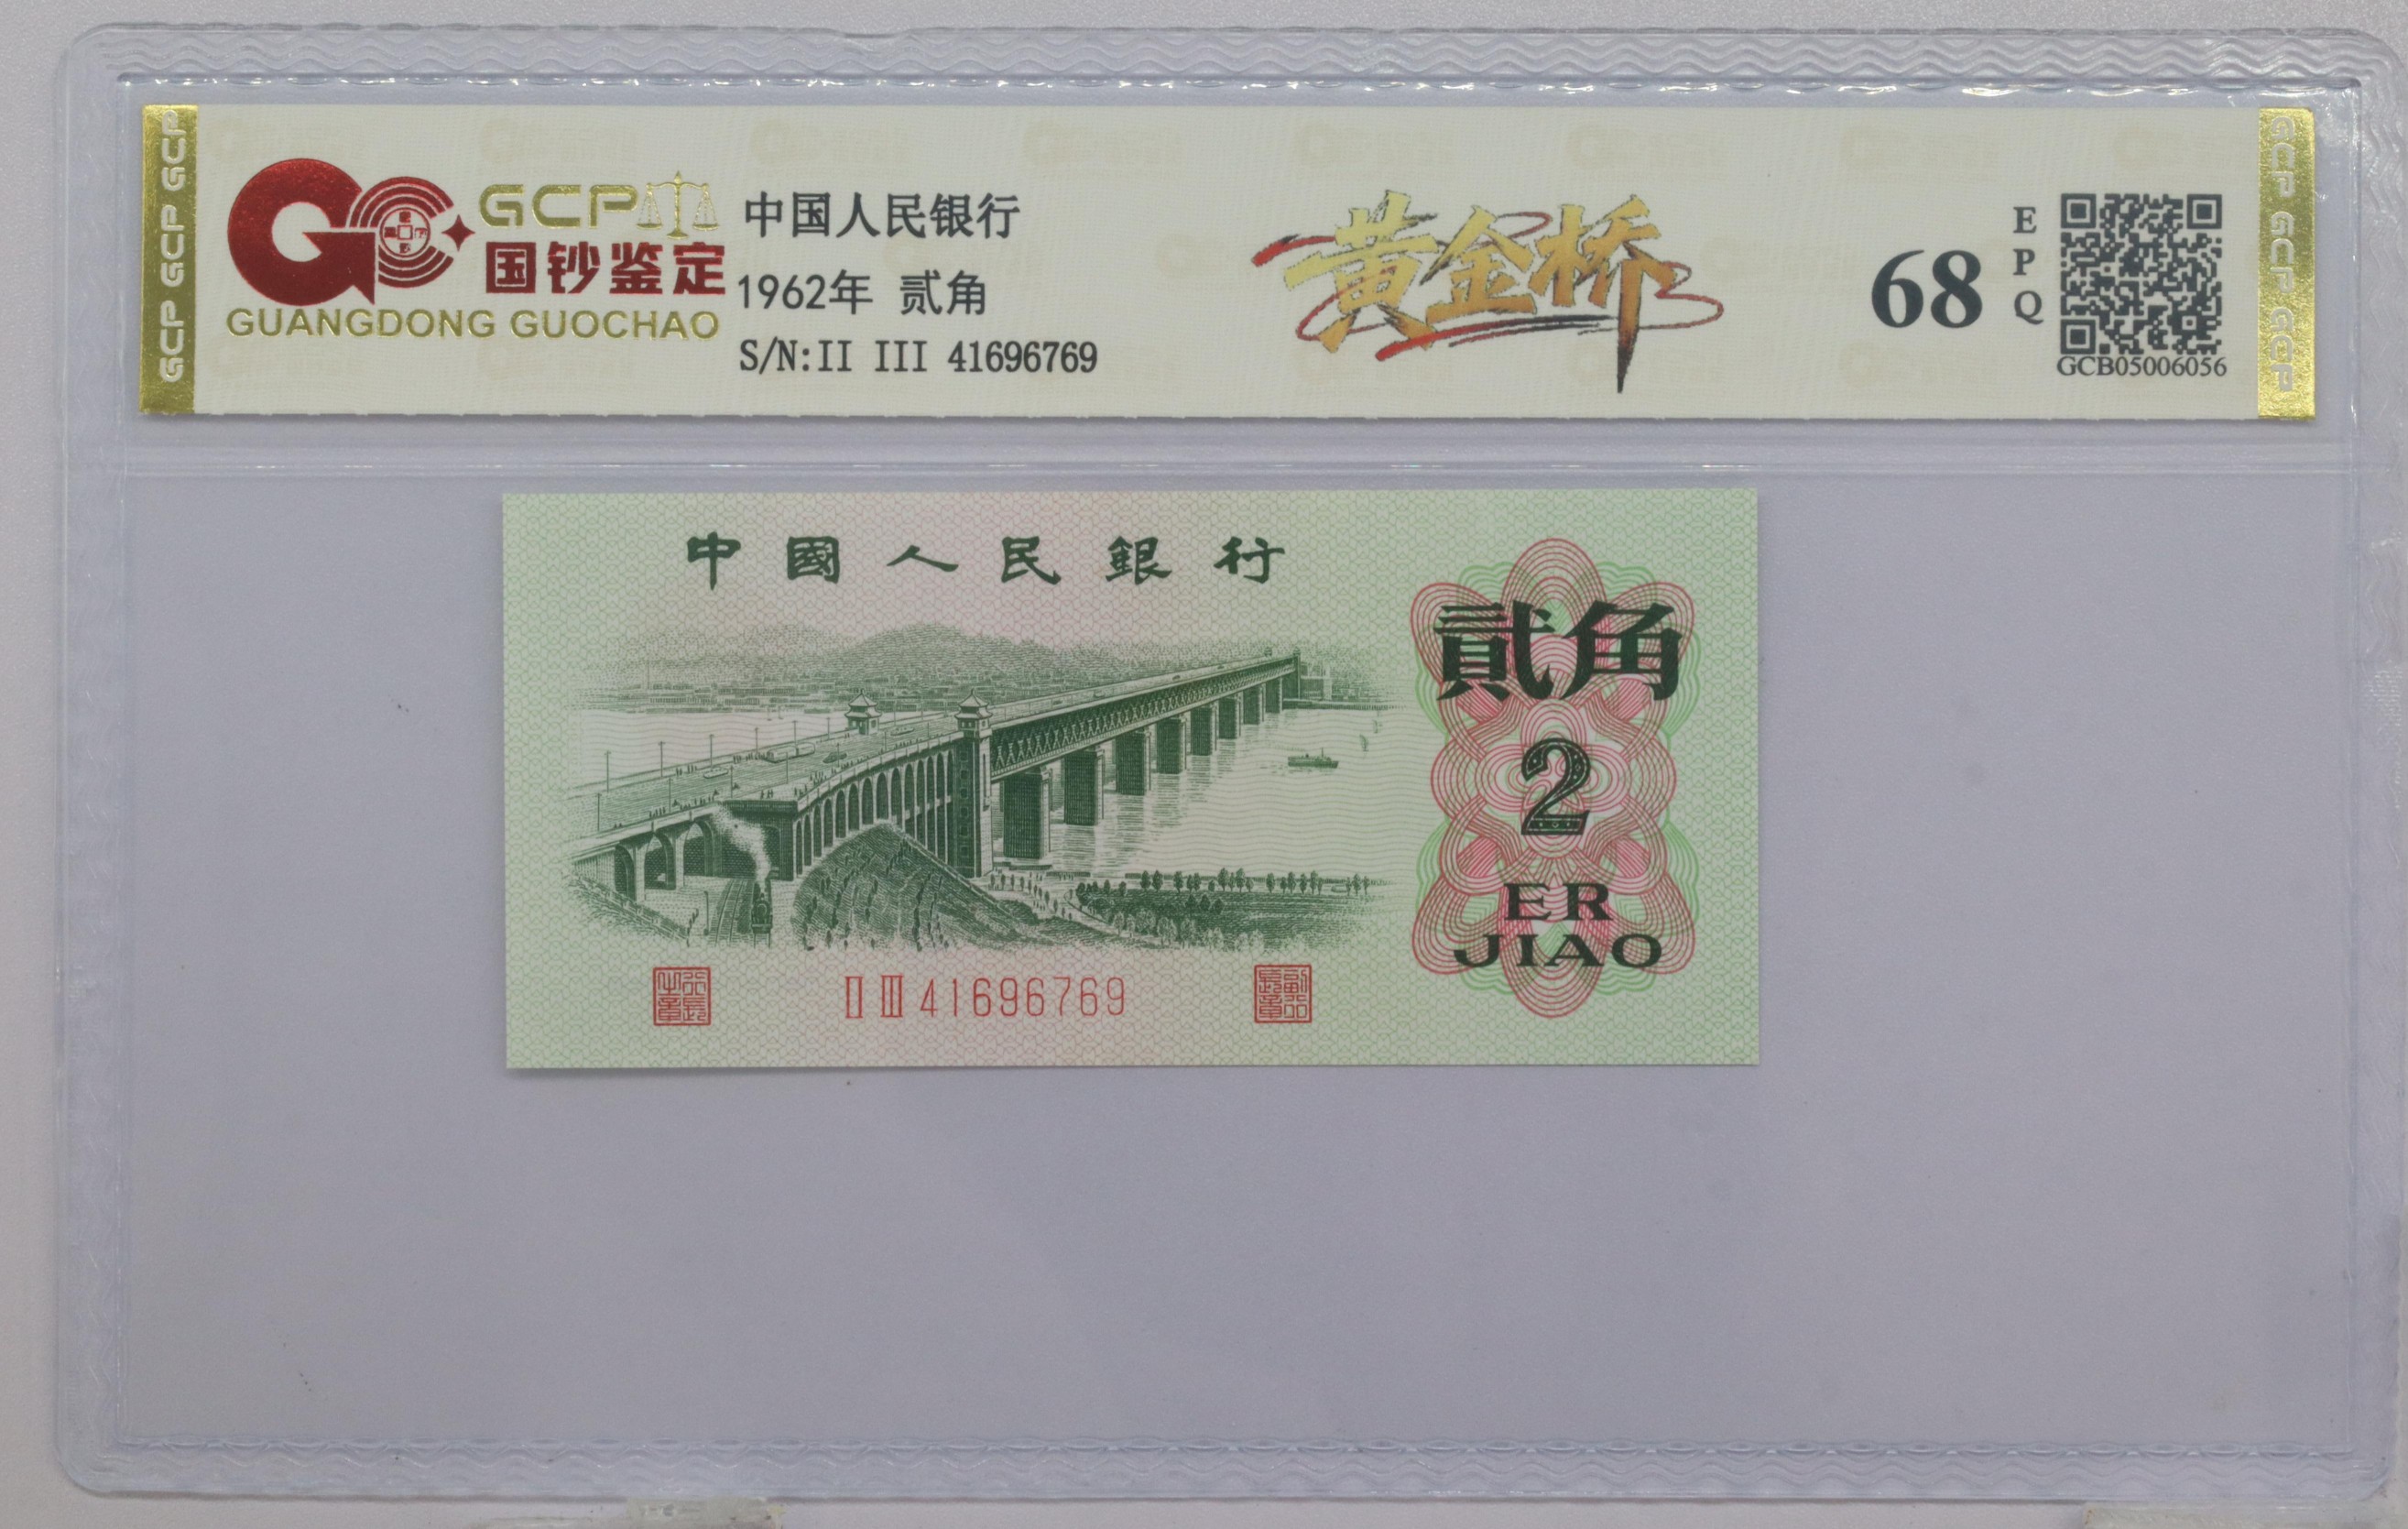 GCP GCP GCP
GCP
国钞鉴定
GUANGDONG GUOCHAO
中国人民银行
1962年 贰角
S/N:II III 41696769
黄金桥
68
EPQ
GCB05006056
GCP GCP GCP
中國人民銀行
貳角
2
ER
JIAO
II III 41696769